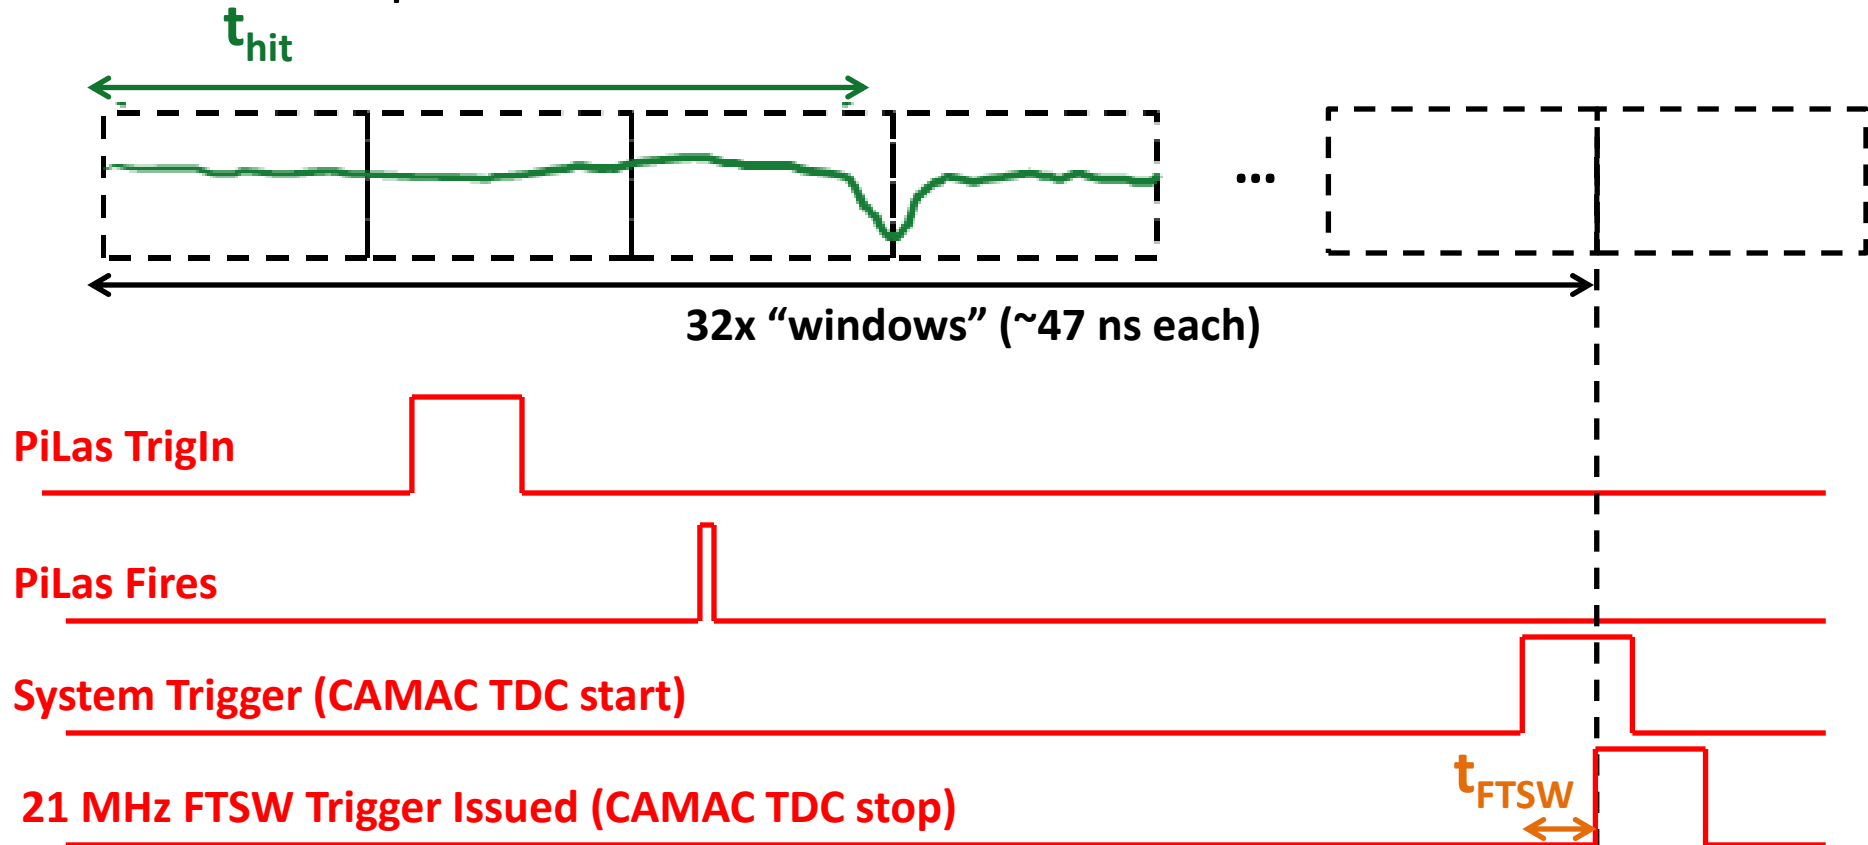 t_hit
...
32x “windows” (~47 ns each)
PiLas TrigIn
PiLas Fires
System Trigger (CAMAC TDC start)
t_FTSW
21 MHz FTSW Trigger Issued (CAMAC TDC stop)